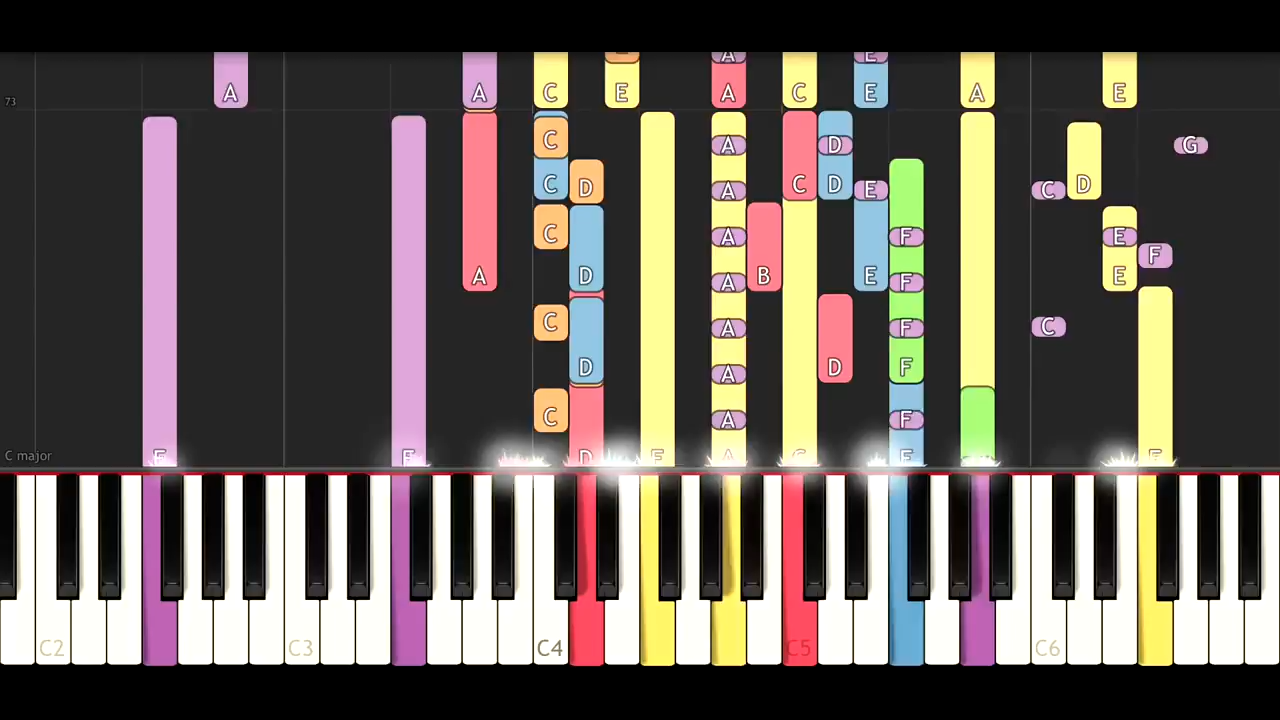 A A C E A A C E E A E
73
C A D G
A C C D D E C D
C A F E F
A D B E F E
C A F C
D A D F
C A F
C major F F D F A C F F
C2 C3 C4 C5 C6